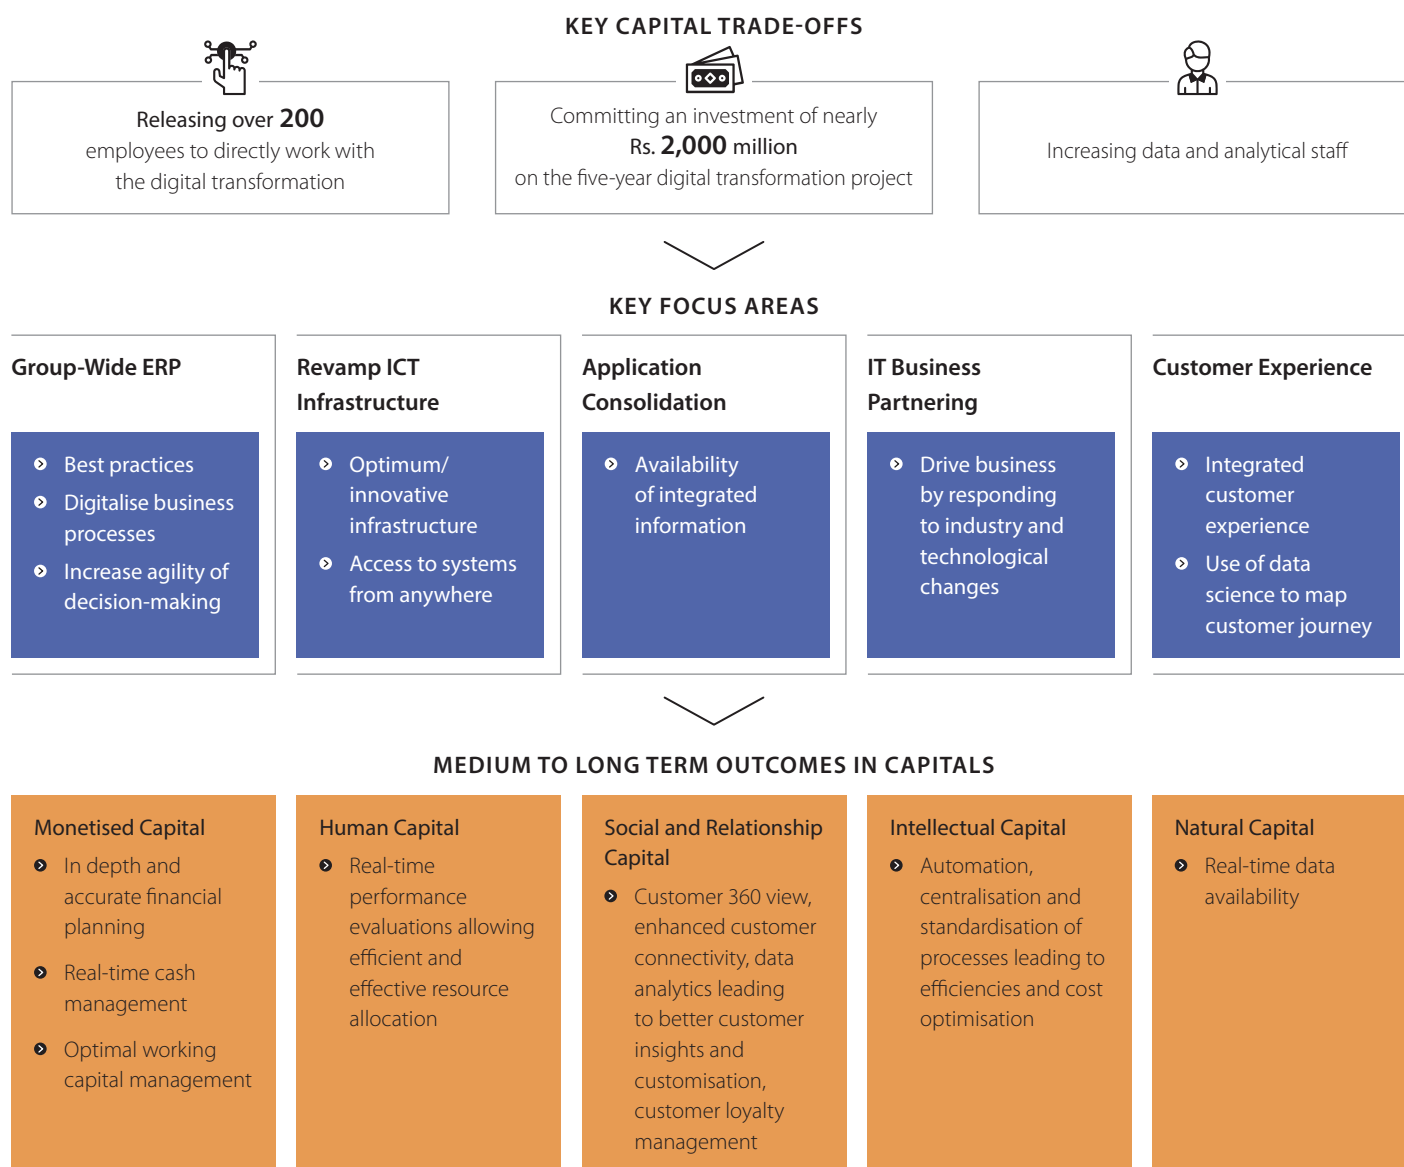 KEY CAPITAL TRADE-OFFS
Releasing over 200
employees to directly work with
the digital transformation
Committing an investment of nearly
Rs. 2,000 million
on the five-year digital transformation project
Increasing data and analytical staff
KEY FOCUS AREAS
Group-Wide ERP
Best practices
Digitalise business
processes
Increase agility of
decision-making
Revamp ICT
Infrastructure
Optimum/
innovative
infrastructure
Access to systems
from anywhere
Application
Consolidation
Availability
of integrated
information
IT Business
Partnering
Drive business
by responding
to industry and
technological
changes
Customer Experience
Integrated
customer
experience
Use of data
science to map
customer journey
MEDIUM TO LONG TERM OUTCOMES IN CAPITALS
Monetised Capital
In depth and
accurate financial
planning
Real-time cash
management
Optimal working
capital management
Human Capital
Real-time
performance
evaluations allowing
efficient and
effective resource
allocation
Social and Relationship
Capital
Customer 360 view,
enhanced customer
connectivity, data
analytics leading
to better customer
insights and
customisation,
customer loyalty
management
Intellectual Capital
Automation,
centralisation and
standardisation of
processes leading to
efficiencies and cost
optimisation
Natural Capital
Real-time data
availability